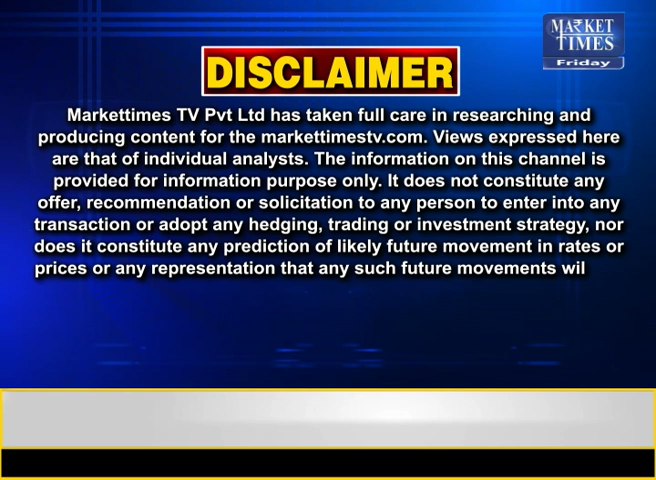 MARKET
TIMES
Friday
DISCLAIMER
Markettimes TV Pvt Ltd has taken full care in researching and
producing content for the markettimestv.com. Views expressed here
are that of individual analysts. The information on this channel is
provided for information purpose only. It does not constitute any
offer, recommendation or solicitation to any person to enter into any
transaction or adopt any hedging, trading or investment strategy, nor
does it constitute any prediction of likely future movement in rates or
prices or any representation that any such future movements wil